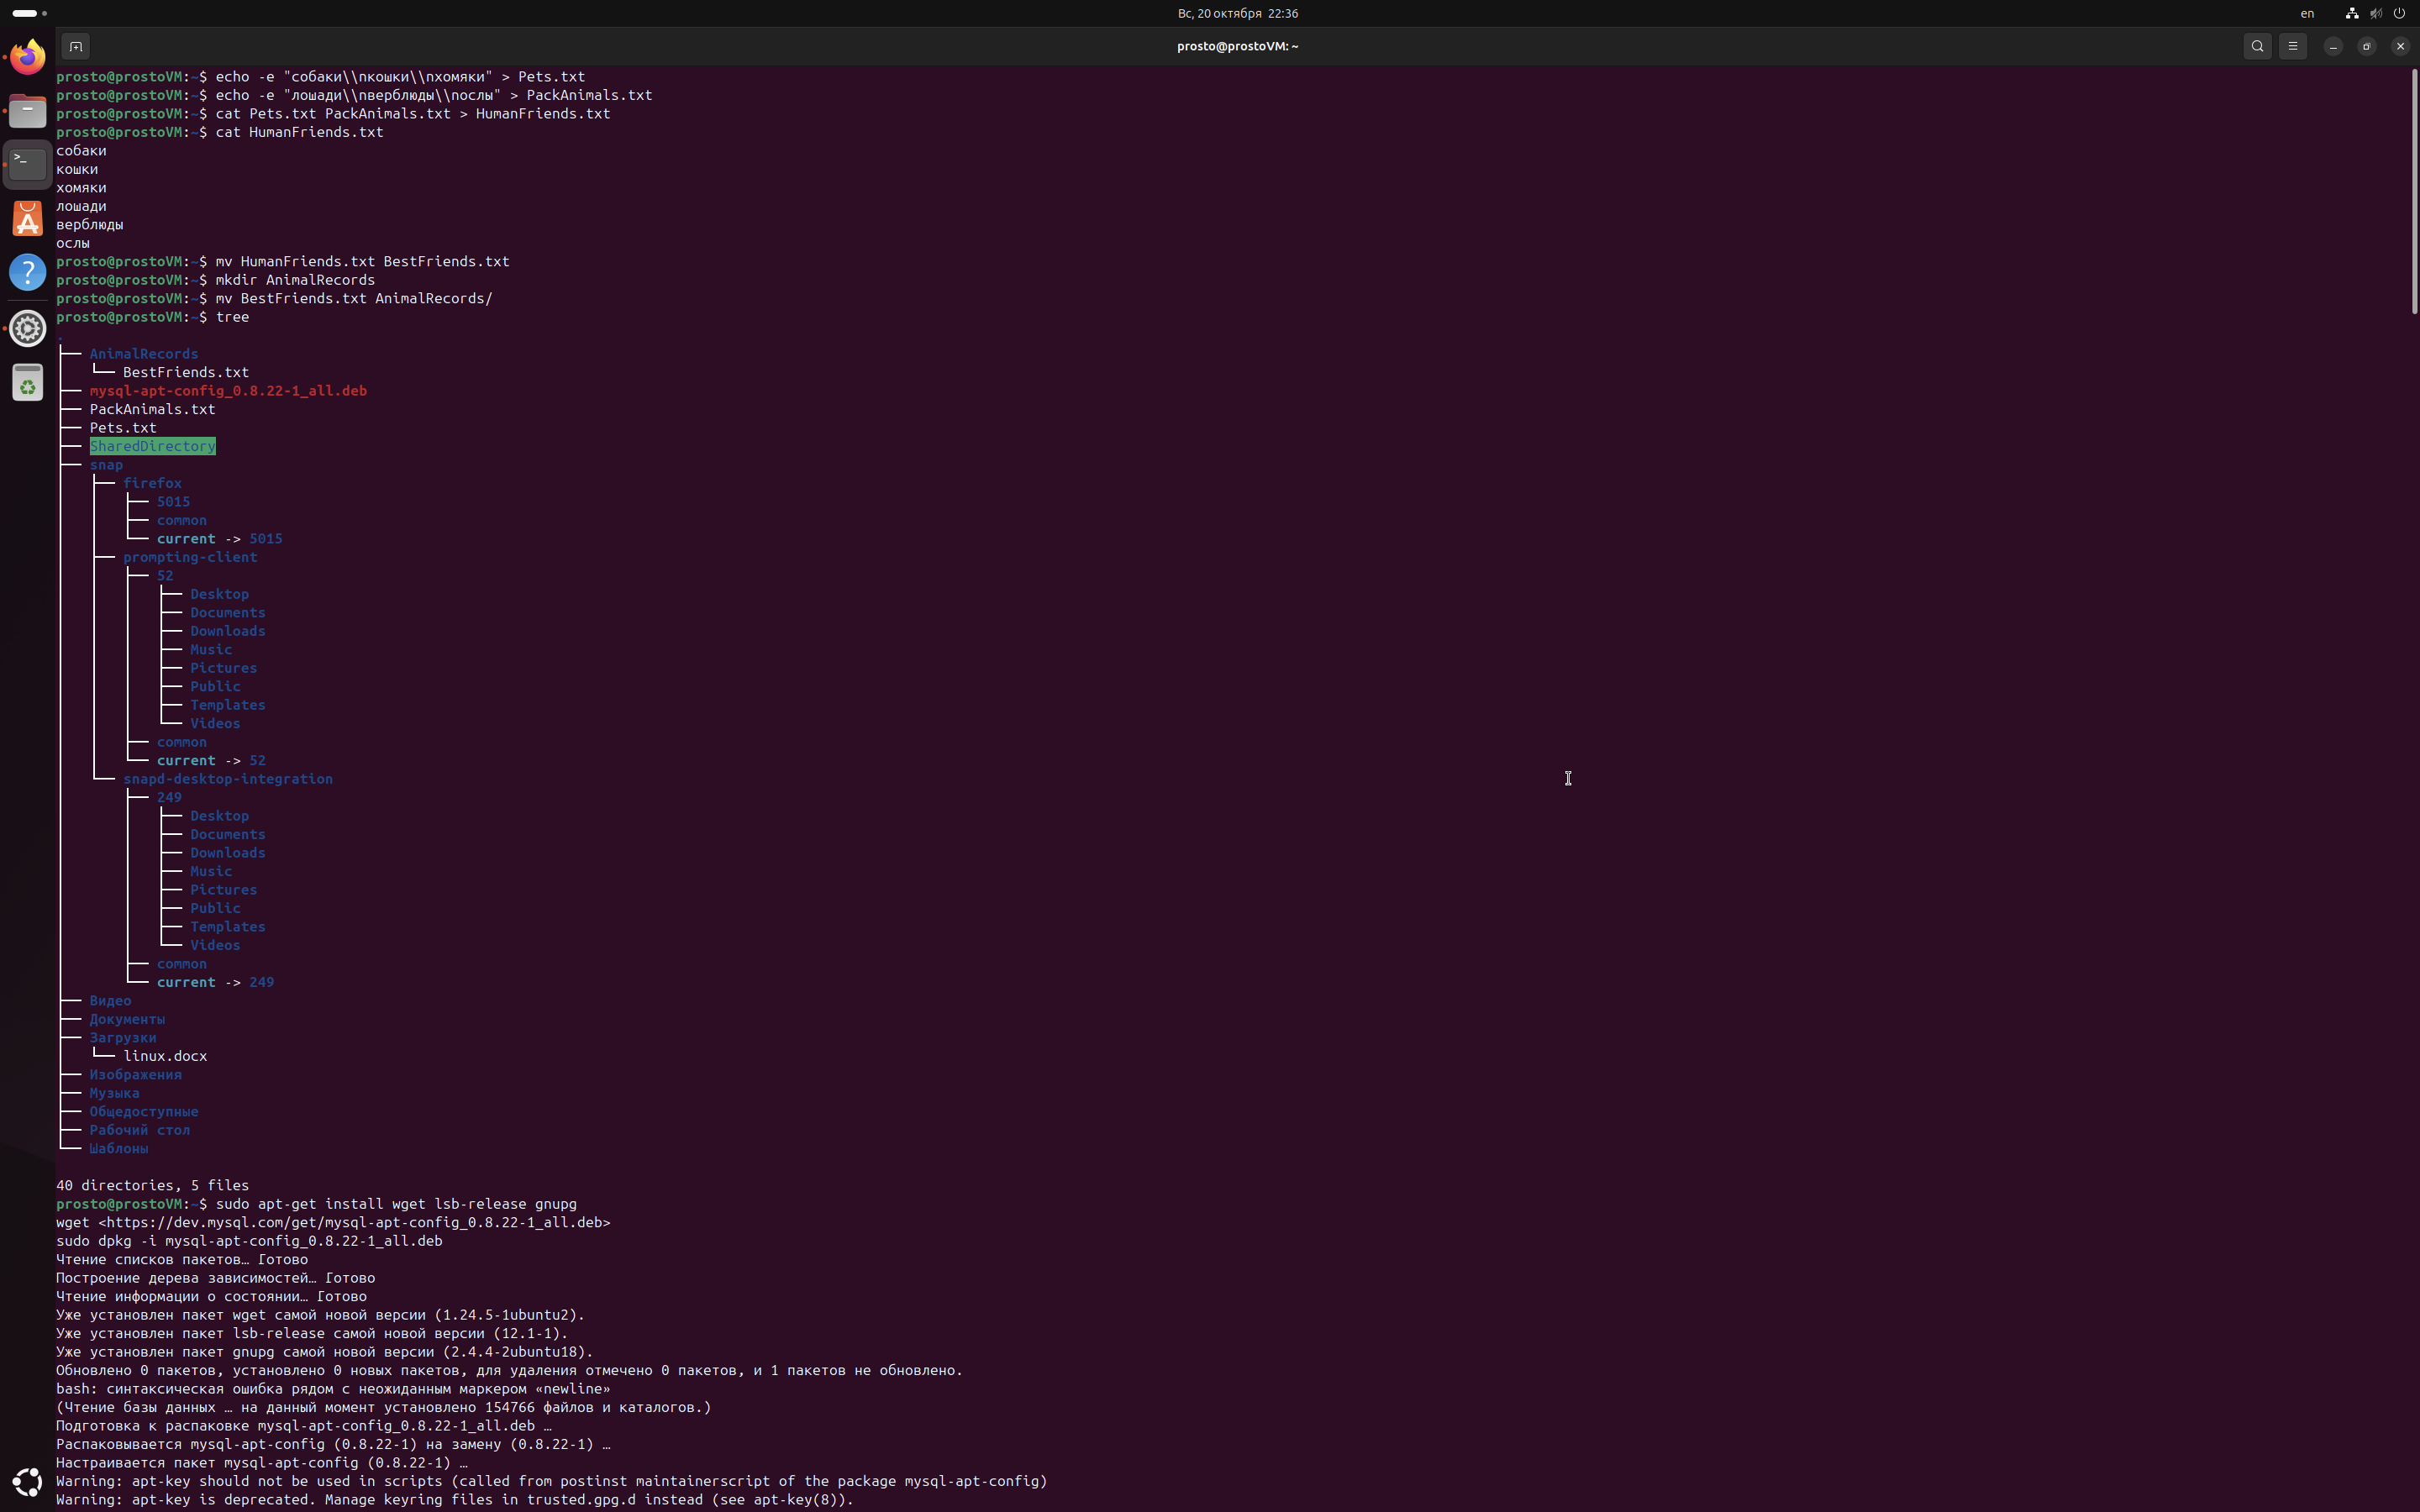 Вс, 20 октября 22:36
en
prosto@prostoVM: ~
prosto@prostoVM:~$ echo -e "собаки\\nкошки\\nхомяки" > Pets.txt
prosto@prostoVM:~$ echo -e "лошади\\nверблюды\\nослы" > PackAnimals.txt
prosto@prostoVM:~$ cat Pets.txt PackAnimals.txt > HumanFriends.txt
prosto@prostoVM:~$ cat HumanFriends.txt
собаки
кошки
хомяки
лошади
верблюды
ослы
prosto@prostoVM:~$ mv HumanFriends.txt BestFriends.txt
prosto@prostoVM:~$ mkdir AnimalRecords
prosto@prostoVM:~$ mv BestFriends.txt AnimalRecords/
prosto@prostoVM:~$ tree
.
├── AnimalRecords
│   └── BestFriends.txt
├── mysql-apt-config_0.8.22-1_all.deb
├── PackAnimals.txt
├── Pets.txt
├── SharedDirectory
├── snap
│   ├── firefox
│   │   ├── 5015
│   │   ├── common
│   │   └── current -> 5015
│   ├── prompting-client
│   │   ├── 52
│   │   │   ├── Desktop
│   │   │   ├── Documents
│   │   │   ├── Downloads
│   │   │   ├── Music
│   │   │   ├── Pictures
│   │   │   ├── Public
│   │   │   ├── Templates
│   │   │   └── Videos
│   │   ├── common
│   │   └── current -> 52
│   └── snapd-desktop-integration
│       ├── 249
│       │   ├── Desktop
│       │   ├── Documents
│       │   ├── Downloads
│       │   ├── Music
│       │   ├── Pictures
│       │   ├── Public
│       │   ├── Templates
│       │   └── Videos
│       ├── common
│       └── current -> 249
├── Видео
├── Документы
├── Загрузки
│   └── linux.docx
├── Изображения
├── Музыка
├── Общедоступные
├── Рабочий стол
└── Шаблоны
40 directories, 5 files
prosto@prostoVM:~$ sudo apt-get install wget lsb-release gnupg
wget <https://dev.mysql.com/get/mysql-apt-config_0.8.22-1_all.deb>
sudo dpkg -i mysql-apt-config_0.8.22-1_all.deb
Чтение списков пакетов… Готово
Построение дерева зависимостей… Готово
Чтение информации о состоянии… Готово
Уже установлен пакет wget самой новой версии (1.24.5-1ubuntu2).
Уже установлен пакет lsb-release самой новой версии (12.1-1).
Уже установлен пакет gnupg самой новой версии (2.4.4-2ubuntu18).
Обновлено 0 пакетов, установлено 0 новых пакетов, для удаления отмечено 0 пакетов, и 1 пакетов не обновлено.
bash: синтаксическая ошибка рядом с неожиданным маркером «newline»
(Чтение базы данных … на данный момент установлено 154766 файлов и каталогов.)
Подготовка к распаковке mysql-apt-config_0.8.22-1_all.deb …
Распаковывается mysql-apt-config (0.8.22-1) на замену (0.8.22-1) …
Настраивается пакет mysql-apt-config (0.8.22-1) …
Warning: apt-key should not be used in scripts (called from postinst maintainerscript of the package mysql-apt-config)
Warning: apt-key is deprecated. Manage keyring files in trusted.gpg.d instead (see apt-key(8)).